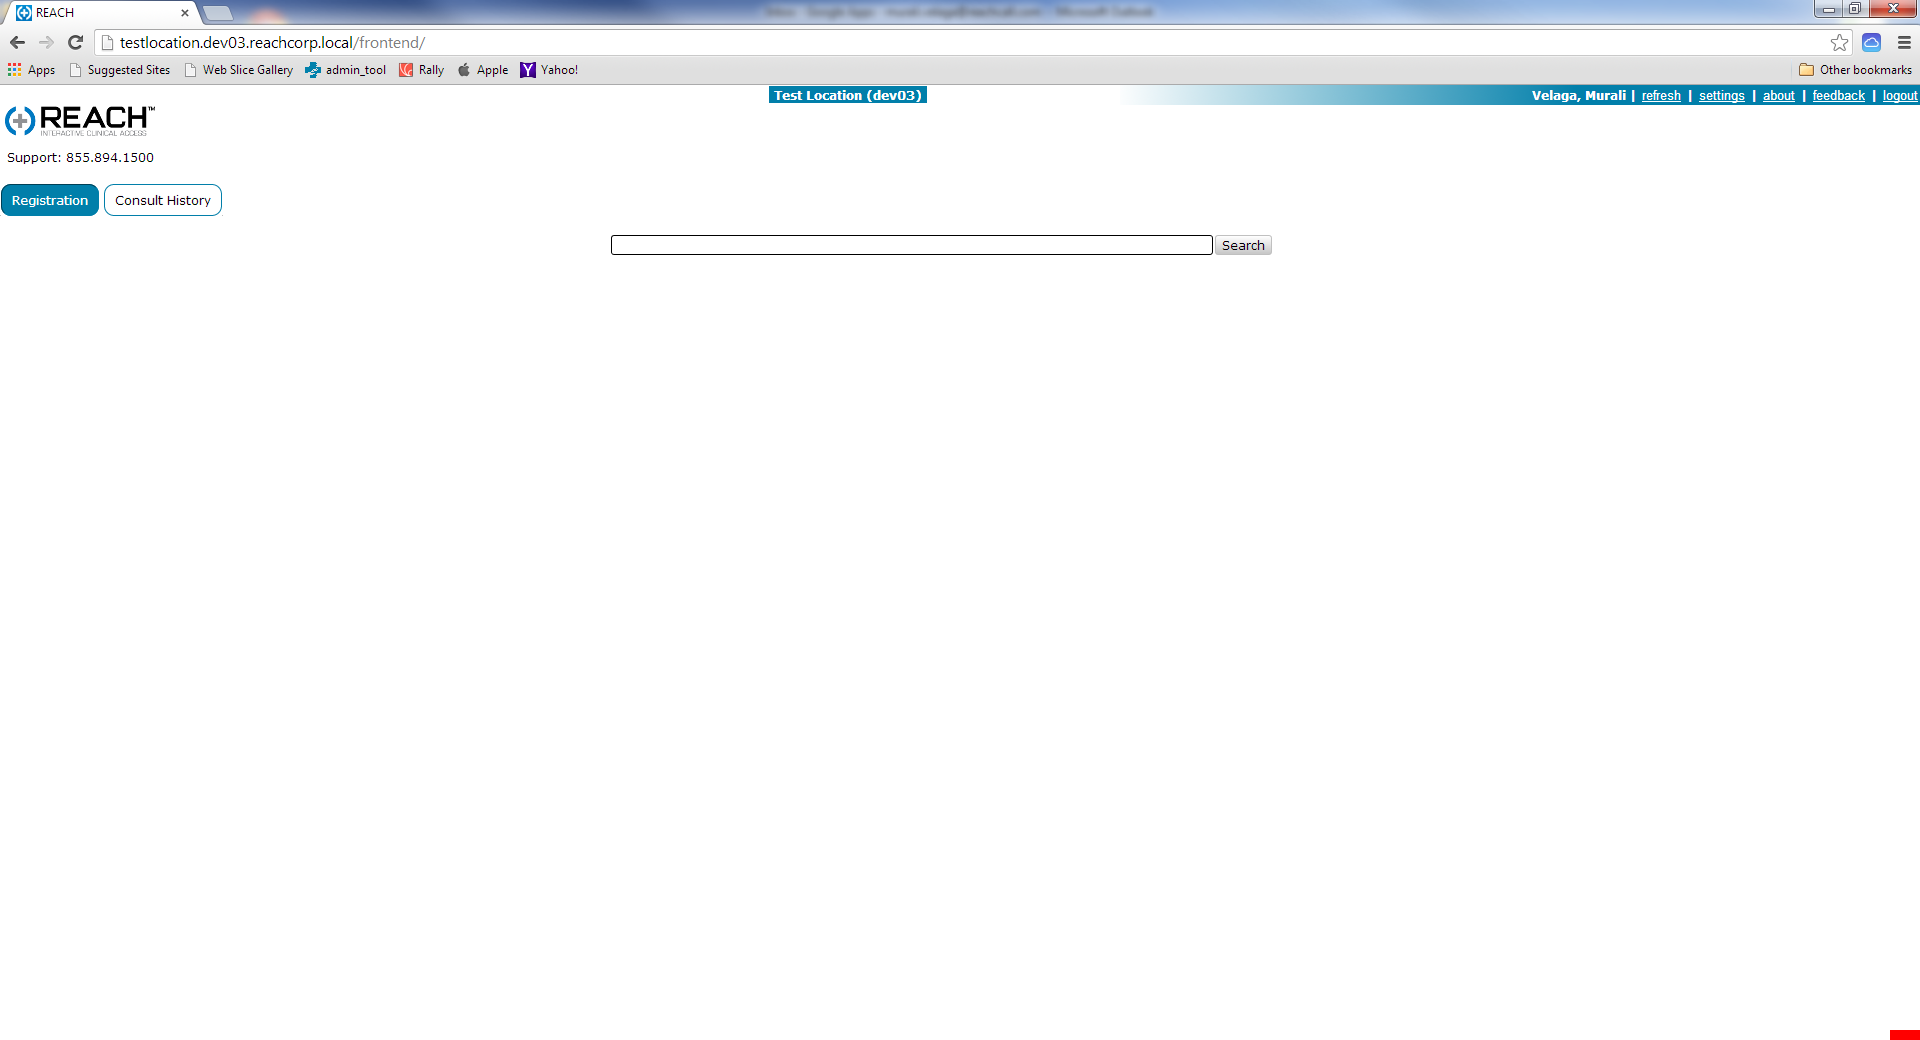 REACH
testlocation.dev03.reachcorp.local/frontend/
Apps Suggested Sites Web Slice Gallery admin_tool Rally Apple Yahoo! Other bookmarks
Test Location (dev03) Velaga, Murali | refresh | settings | about | feedback | logout
REACH™
INTERACTIVE CLINICAL ACCESS
Support: 855.894.1500
Registration Consult History
Search